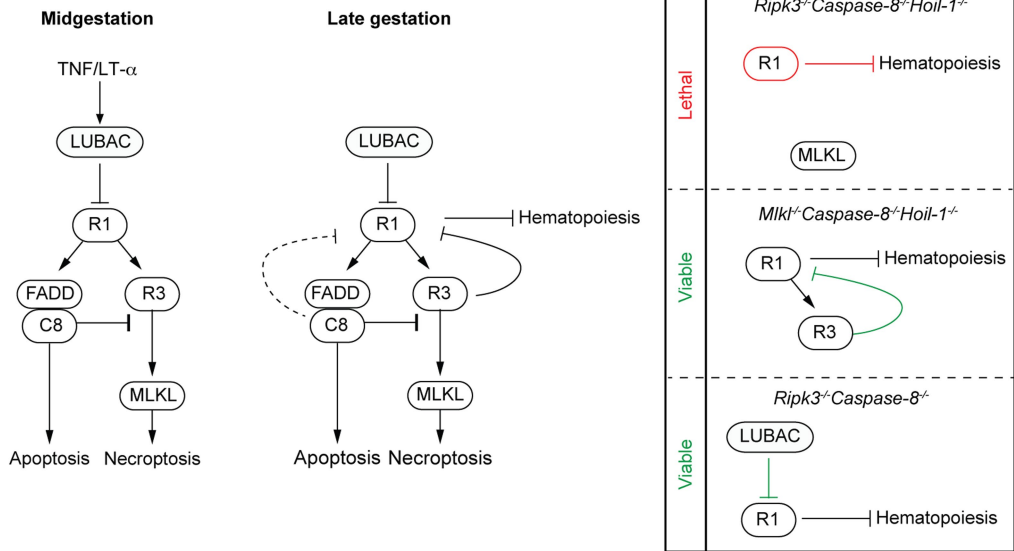 Midgestation
TNF/LT-α
LUBAC
R1
FADD
R3
C8
MLKL
Apoptosis Necroptosis
Late gestation
LUBAC
R1
Hematopoiesis
FADD
R3
C8
MLKL
Apoptosis Necroptosis
Lethal
Ripk3-/-Caspase-8-/-Hoil-1-/-
R1
Hematopoiesis
MLKL
Viable
Mlkl-/-Caspase-8-/-Hoil-1-/-
R1
Hematopoiesis
R3
Viable
Ripk3-/-Caspase-8-/-
LUBAC
R1
Hematopoiesis